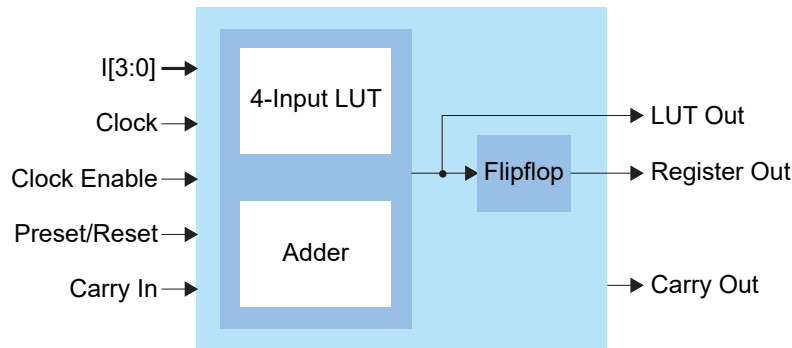 I[3:0]
Clock
Clock Enable
Preset/Reset
Carry In
4-Input LUT
Adder
Flipflop
LUT Out
Register Out
Carry Out